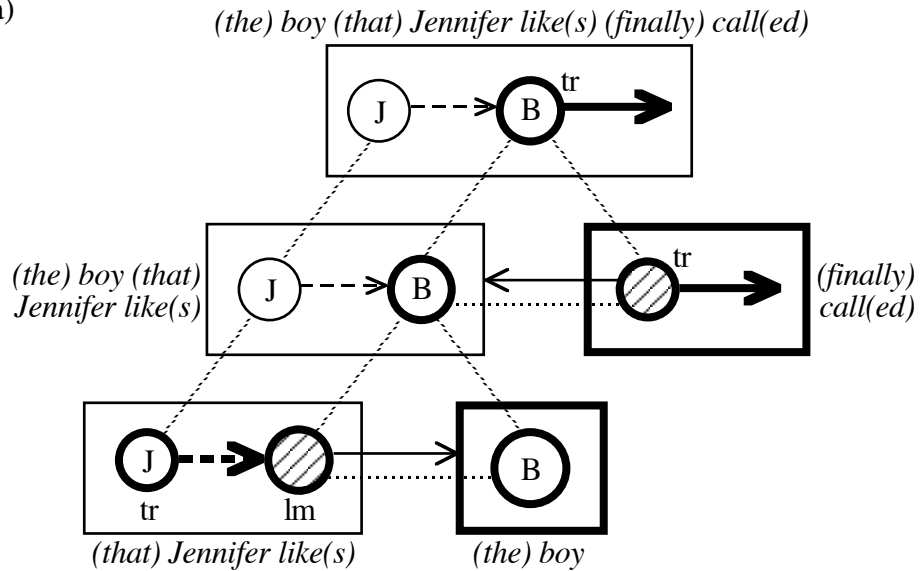 a)
(the) boy (that) Jennifer like(s) (finally) call(ed)
J
B
tr
(the) boy (that)
Jennifer like(s)
J
B
tr
(finally)
call(ed)
J
B
tr
lm
(that) Jennifer like(s)
(the) boy